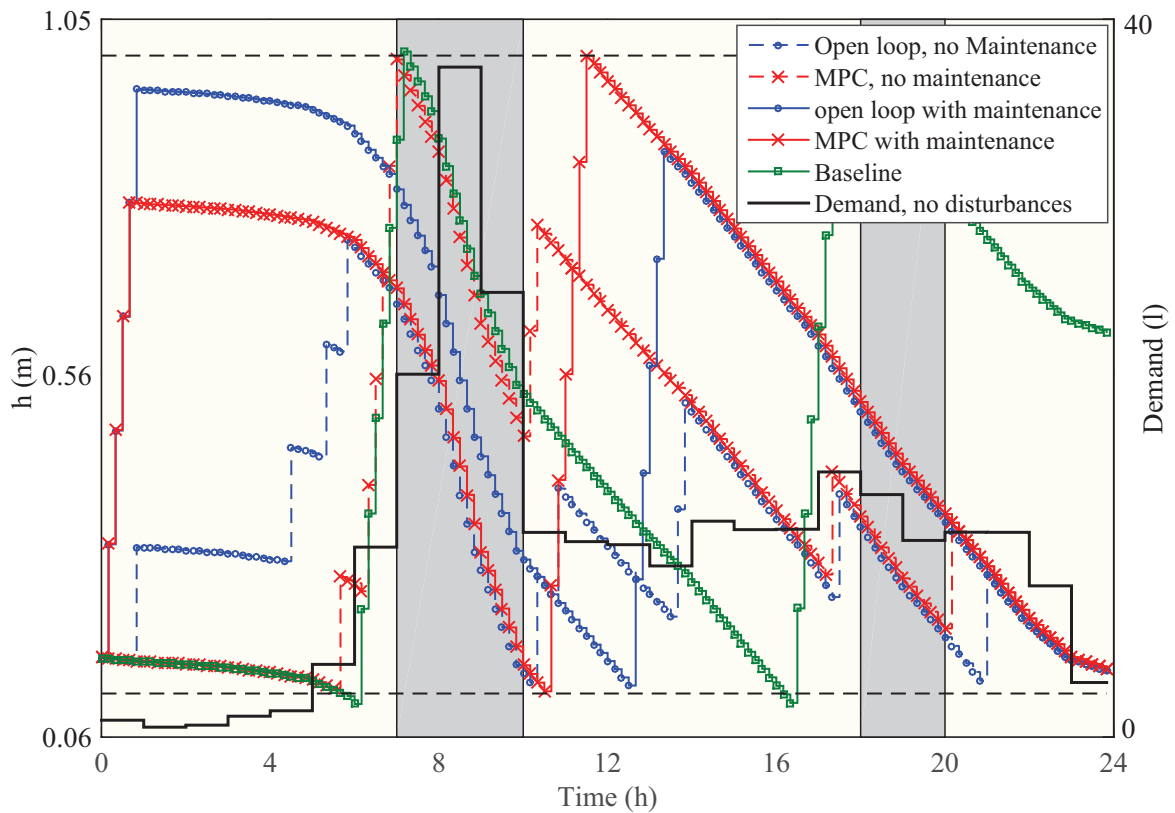 1.05
0.56
0.06
h (m)
40
0
Demand (l)
Open loop, no Maintenance
MPC, no maintenance
open loop with maintenance
MPC with maintenance
Baseline
Demand, no disturbances
0 4 8 12 16 20 24
Time (h)